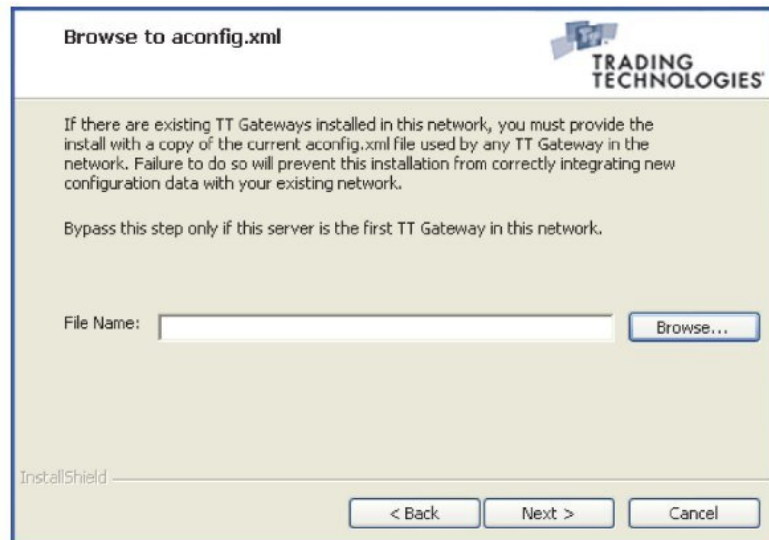 Browse to aconfig.xml
TRADING
TECHNOLOGIES
If there are existing TT Gateways installed in this network, you must provide the
install with a copy of the current aconfig.xml file used by any TT Gateway in the
network. Failure to do so will prevent this installation from correctly integrating new
configuration data with your existing network.
Bypass this step only if this server is the first TT Gateway in this network.
File Name:
Browse...
InstallShield
< Back
Next >
Cancel